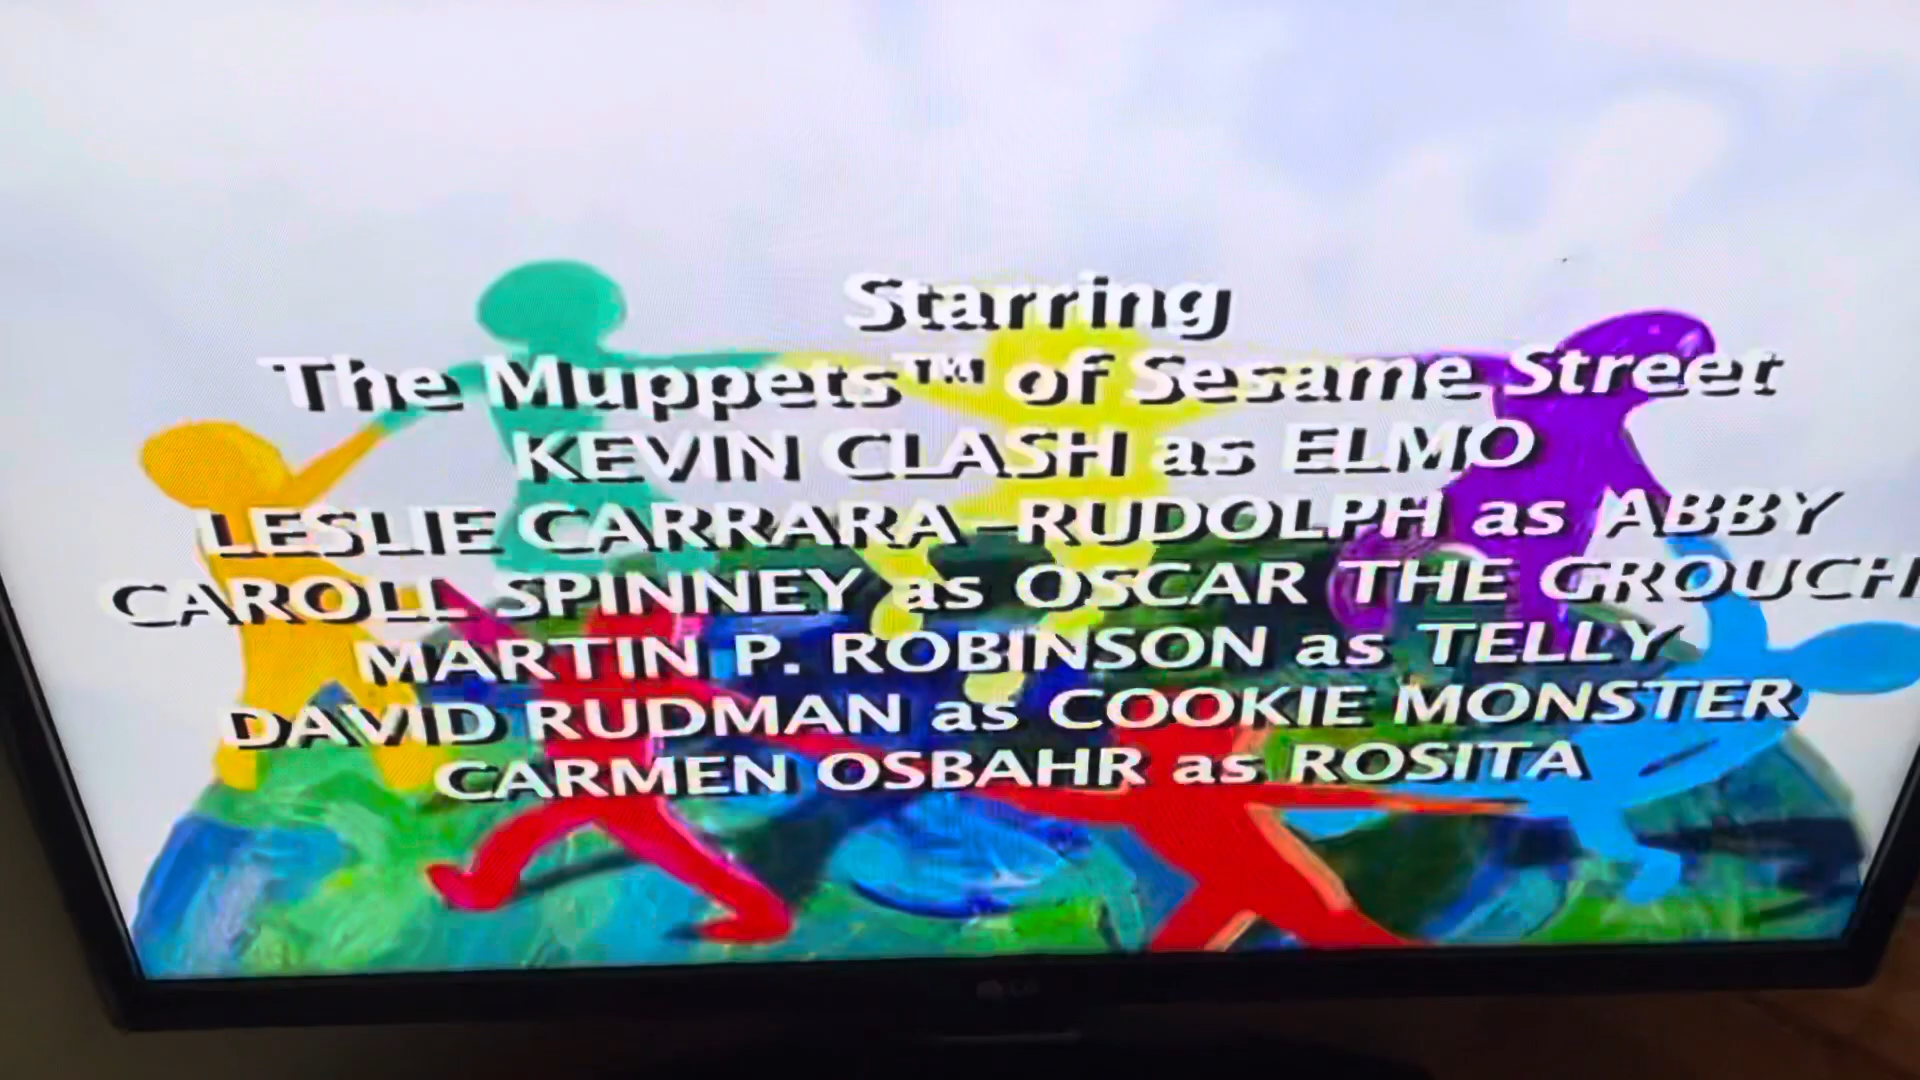 Starring
The Muppets™ of Sesame Street
KEVIN CLASH as ELMO
LESLIE CARRARA-RUDOLPH as ABBY
CAROLL SPINNEY as OSCAR THE GROUCH
MARTIN P. ROBINSON as TELLY
DAVID RUDMAN as COOKIE MONSTER
CARMEN OSBAHR as ROSITA
LG